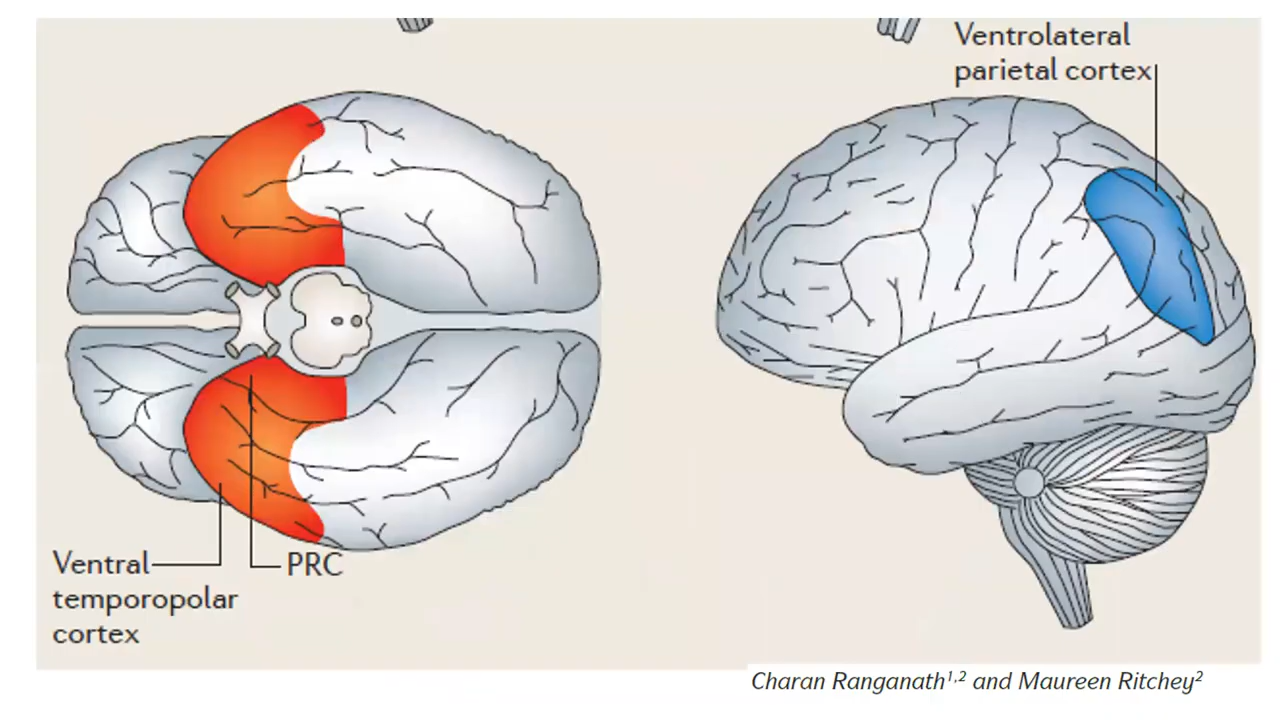 Ventrolateral
parietal cortex
Ventral
temporopolar
cortex
PRC
Charan Ranganath1,2 and Maureen Ritchey2